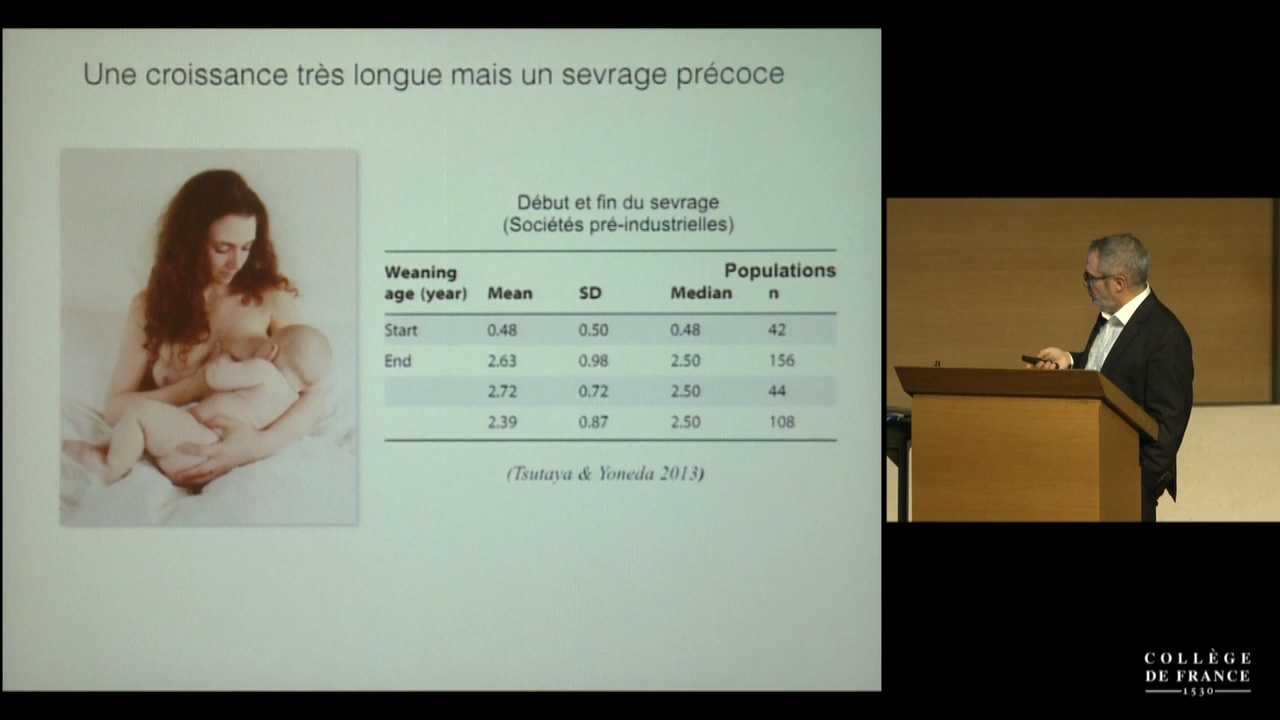 Une croissance très longue mais un sevrage précoce
Début et fin du sevrage
(Sociétés pré-industrielles)
Weaning age (year) Mean SD Median Populations n
Start 0.48 0.50 0.48 42
End 2.63 0.98 2.50 156
2.72 0.72 2.50 44
2.39 0.87 2.50 108
(Tsutaya & Yoneda 2013)
COLLÈGE
DE FRANCE
1530